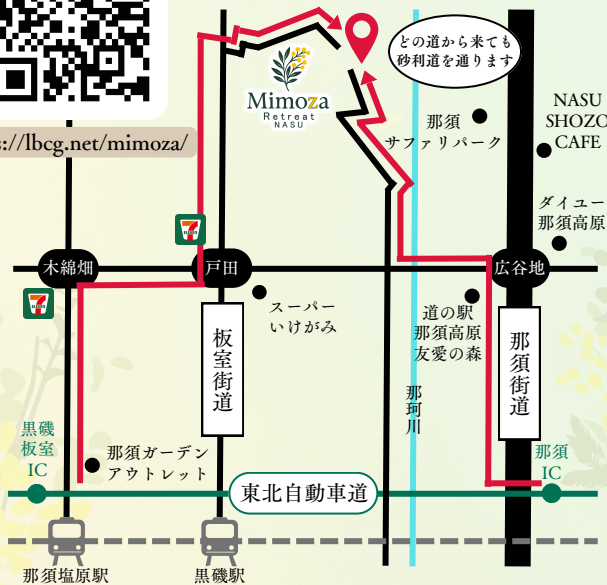 どの道から来ても
砂利道を通ります
Mimoza
Retreat
NASU
://lbcg.net/mimoza/
那須
サファリパーク
NASU
SHOZO
CAFE
ダイユー
那須高原
7
ELEVEN
木綿畑
戸田
広谷地
7
ELEVEN
スーパー
いけがみ
道の駅
那須高原
友愛の森
板室街道
那須街道
那珂川
黒磯
板室
IC
那須ガーデン
アウトレット
那須
IC
東北自動車道
那須塩原駅
黒磯駅